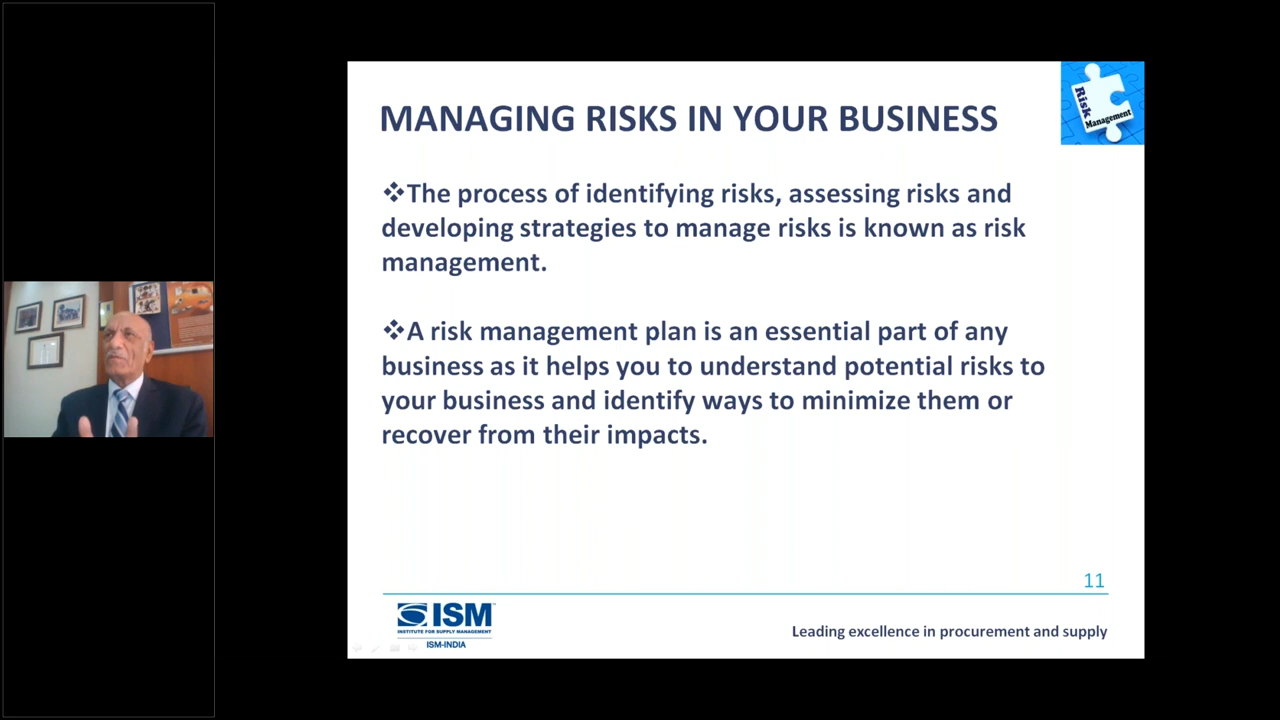 MANAGING RISKS IN YOUR BUSINESS
Risk
Management
❖The process of identifying risks, assessing risks and
developing strategies to manage risks is known as risk
management.
❖A risk management plan is an essential part of any
business as it helps you to understand potential risks to
your business and identify ways to minimize them or
recover from their impacts.
11
ISM
INSTITUTE FOR SUPPLY MANAGEMENT
ISM-INDIA
Leading excellence in procurement and supply